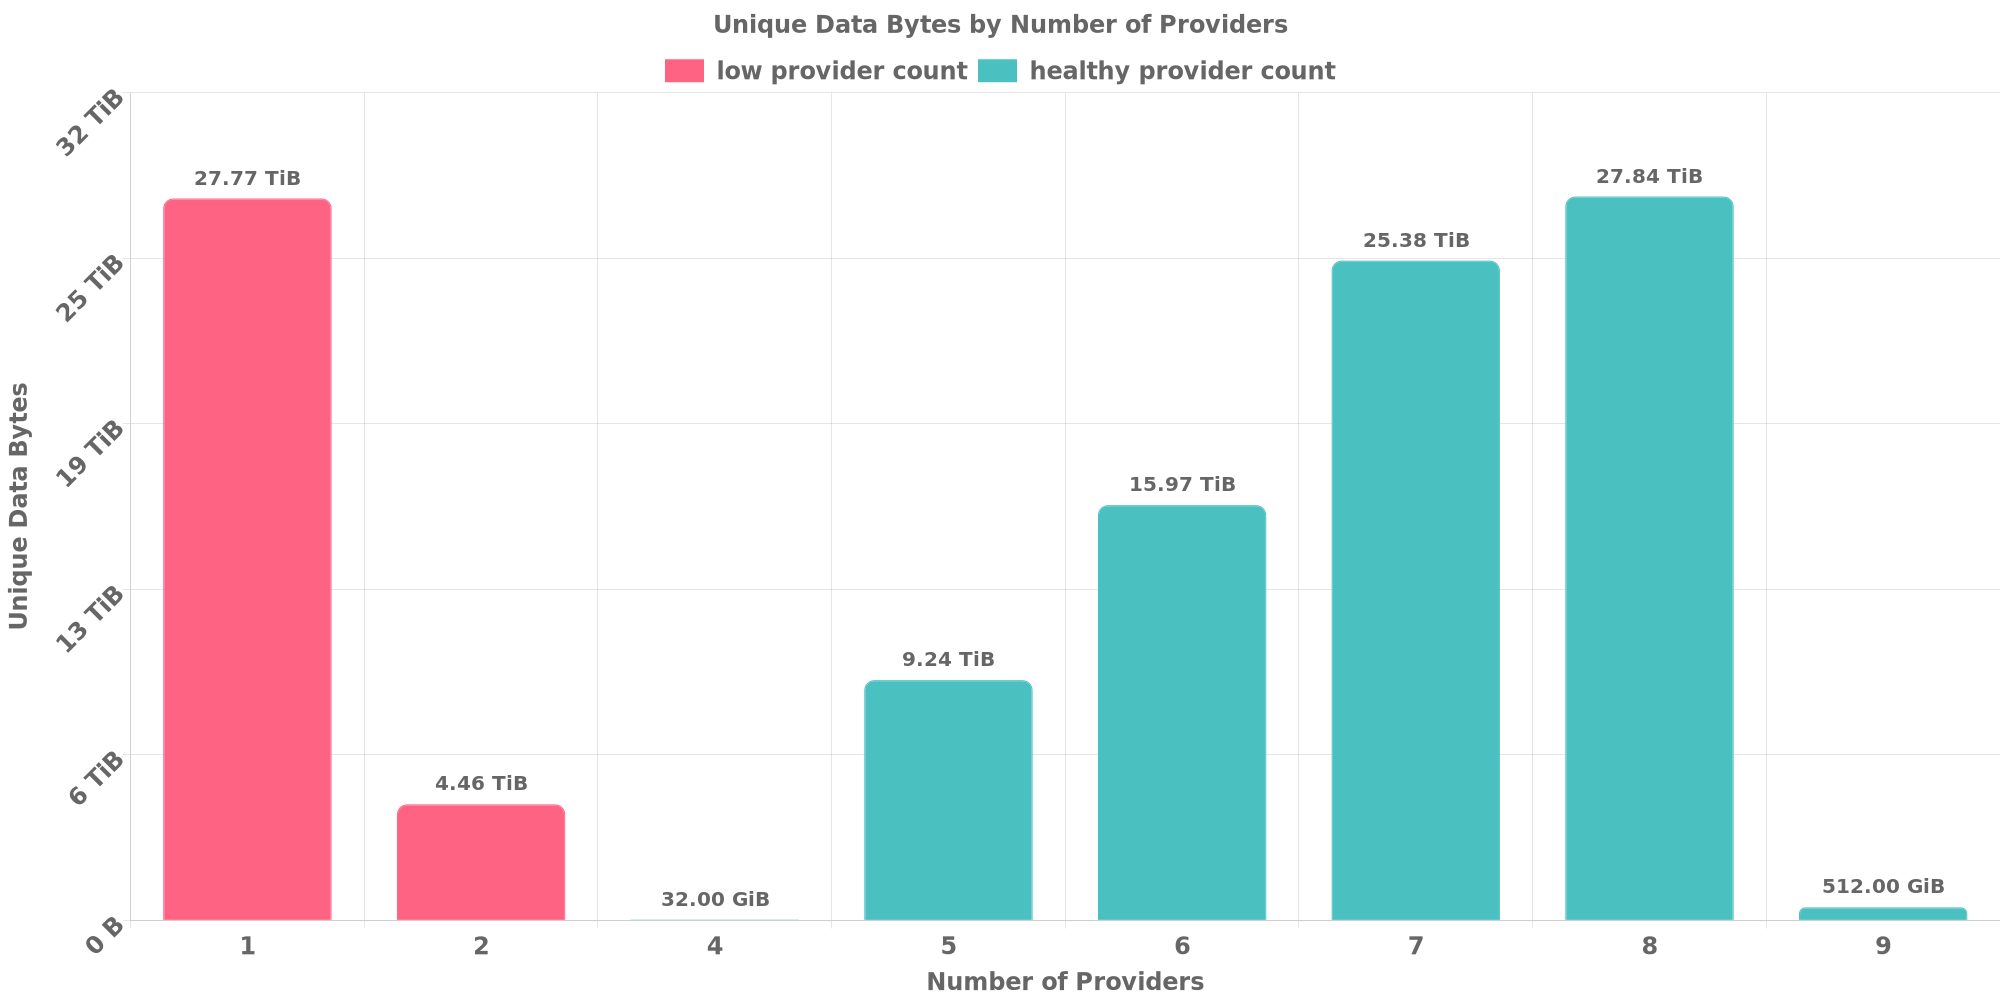 Unique Data Bytes by Number of Providers
low provider count healthy provider count
32 TiB
25 TiB
19 TiB
13 TiB
6 TiB
0 B
Unique Data Bytes
27.77 TiB
4.46 TiB
32.00 GiB
9.24 TiB
15.97 TiB
25.38 TiB
27.84 TiB
512.00 GiB
1 2 4 5 6 7 8 9
Number of Providers